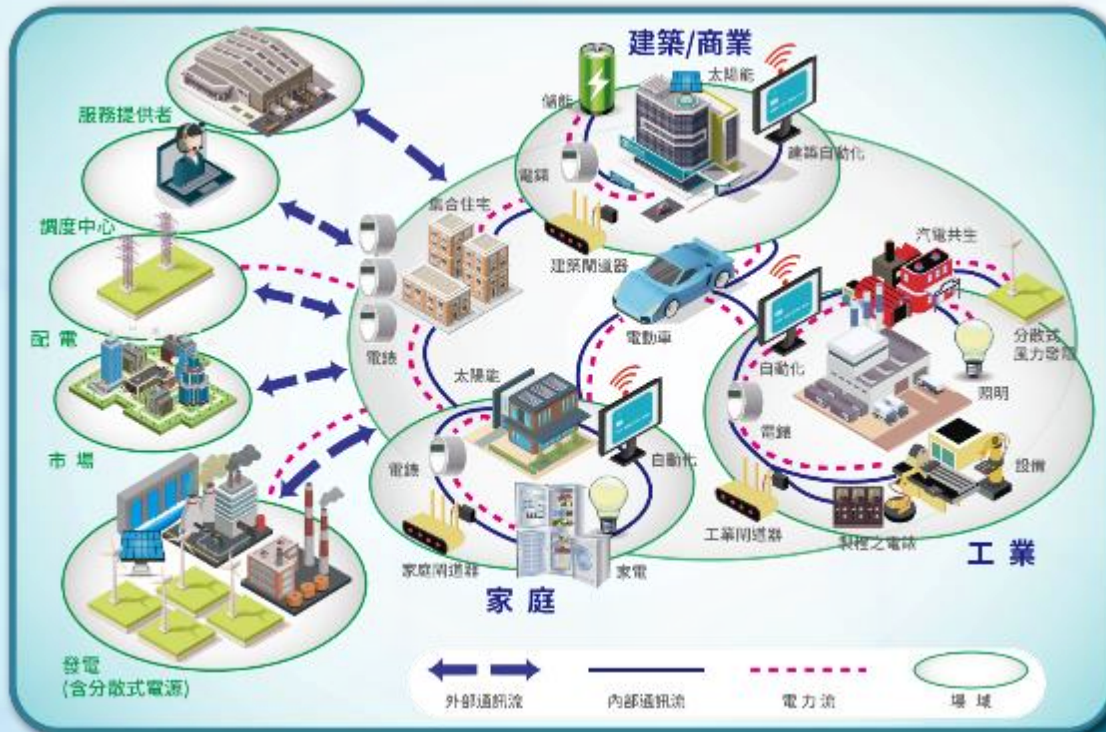 建築/商業
太陽能
儲能
服務提供者
建築自動化
電錶
集合住宅
調度中心
汽電共生
建築閘道器
電動車
分散式
風力發電
配電
電錶
自動化
照明
太陽能
電錶
市場
電錶
自動化
設備
工業閘道器
製程之電錶
工業
家庭閘道器
家電
家庭
發電
(含分散式電源)
外部通訊流
內部通訊流
電力流
場域